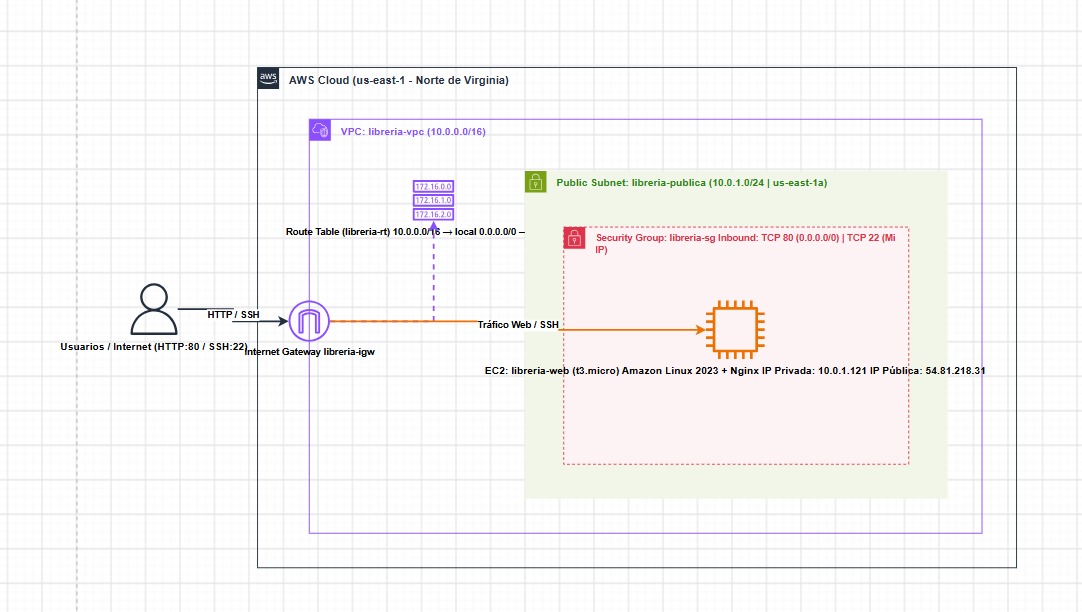 aws
AWS Cloud (us-east-1 - Norte de Virginia)
VPC: libreria-vpc (10.0.0.0/16)
172.16.0.0
172.16.1.0
172.16.2.0
Route Table (libreria-rt) 10.0.0.0/16 → local 0.0.0.0/0 –
Public Subnet: libreria-publica (10.0.1.0/24 | us-east-1a)
Security Group: libreria-sg Inbound: TCP 80 (0.0.0.0/0) | TCP 22 (Mi
IP)
HTTP / SSH
Usuarios / Internet (HTTP:80 / SSH:22)
Internet Gateway libreria-igw
Tráfico Web / SSH
EC2: libreria-web (t3.micro) Amazon Linux 2023 + Nginx IP Privada: 10.0.1.121 IP Pública: 54.81.218.31